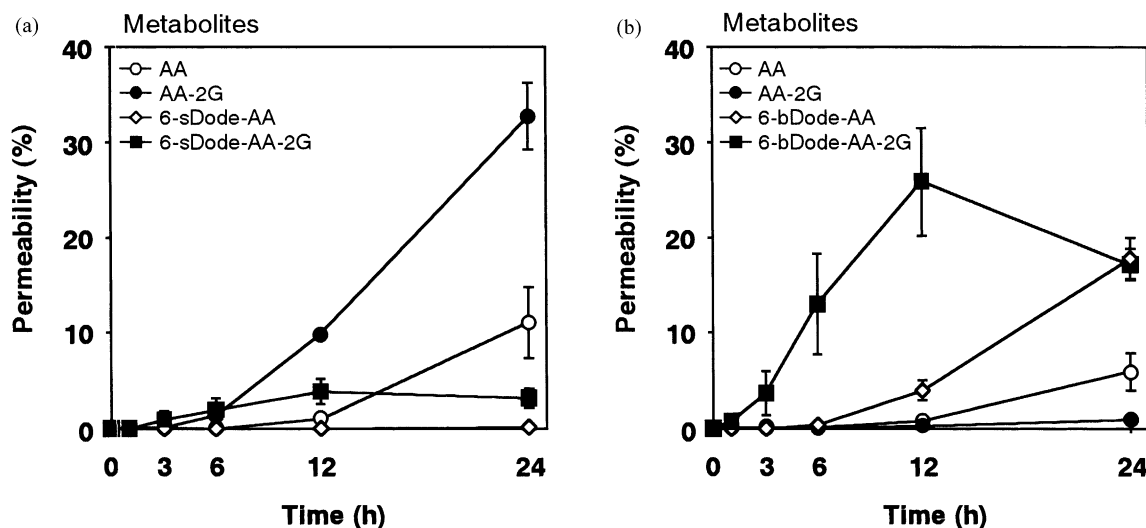 (a)
Metabolites
40
30
20
10
0
AA
AA-2G
6-sDode-AA
6-sDode-AA-2G
Permeability (%)
0 3 6 12 24
Time (h)
(b)
Metabolites
40
30
20
10
0
AA
AA-2G
6-bDode-AA
6-bDode-AA-2G
Permeability (%)
0 3 6 12 24
Time (h)